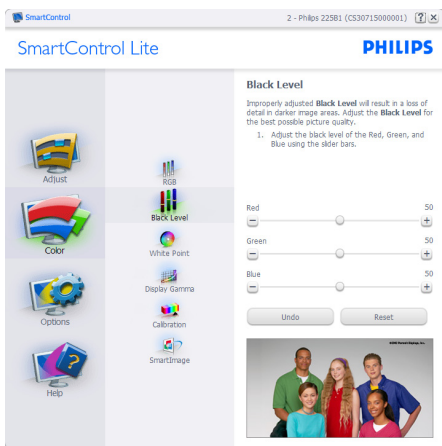 SmartControl
2 - Philips 225B1 (CS30715000001)
SmartControl Lite
PHILIPS
Adjust
Color
Options
Help
RGB
Black Level
White Point
Display Gamma
Calibration
SmartImage
Black Level
Improperly adjusted Black Level will result in a loss of
detail in darker image areas. Adjust the Black Level for
the best possible picture quality.
1. Adjust the black level of the Red, Green, and
Blue using the slider bars.
Red 50
Green 50
Blue 50
Undo
Reset